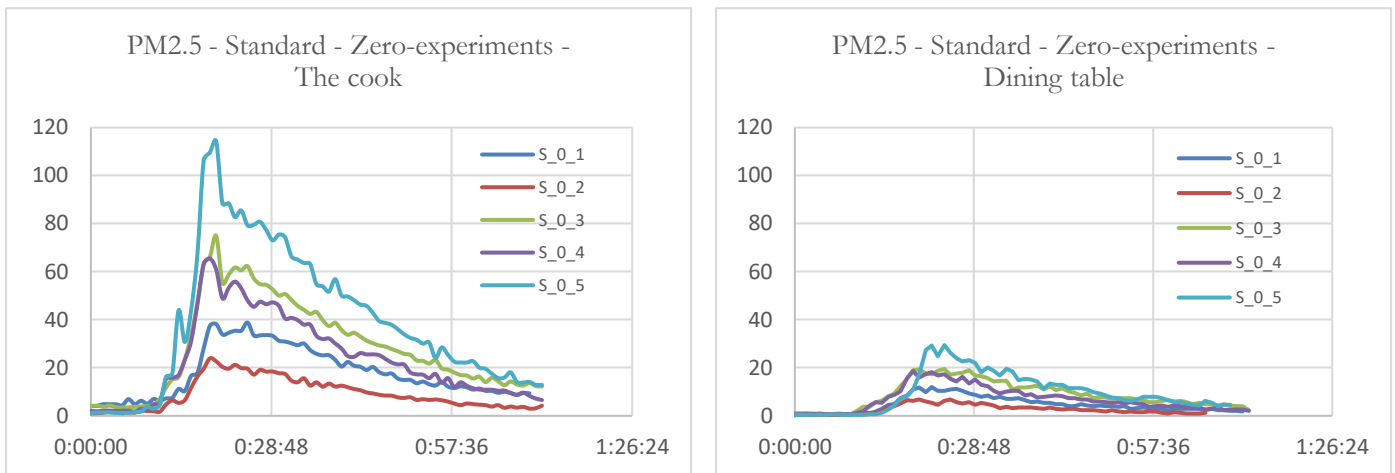 PM2.5 - Standard - Zero-experiments -
The cook
120
100
80
60
40
20
0
0:00:00 0:28:48 0:57:36 1:26:24
S_0_1
S_0_2
S_0_3
S_0_4
S_0_5
PM2.5 - Standard - Zero-experiments -
Dining table
120
100
80
60
40
20
0
0:00:00 0:28:48 0:57:36 1:26:24
S_0_1
S_0_2
S_0_3
S_0_4
S_0_5